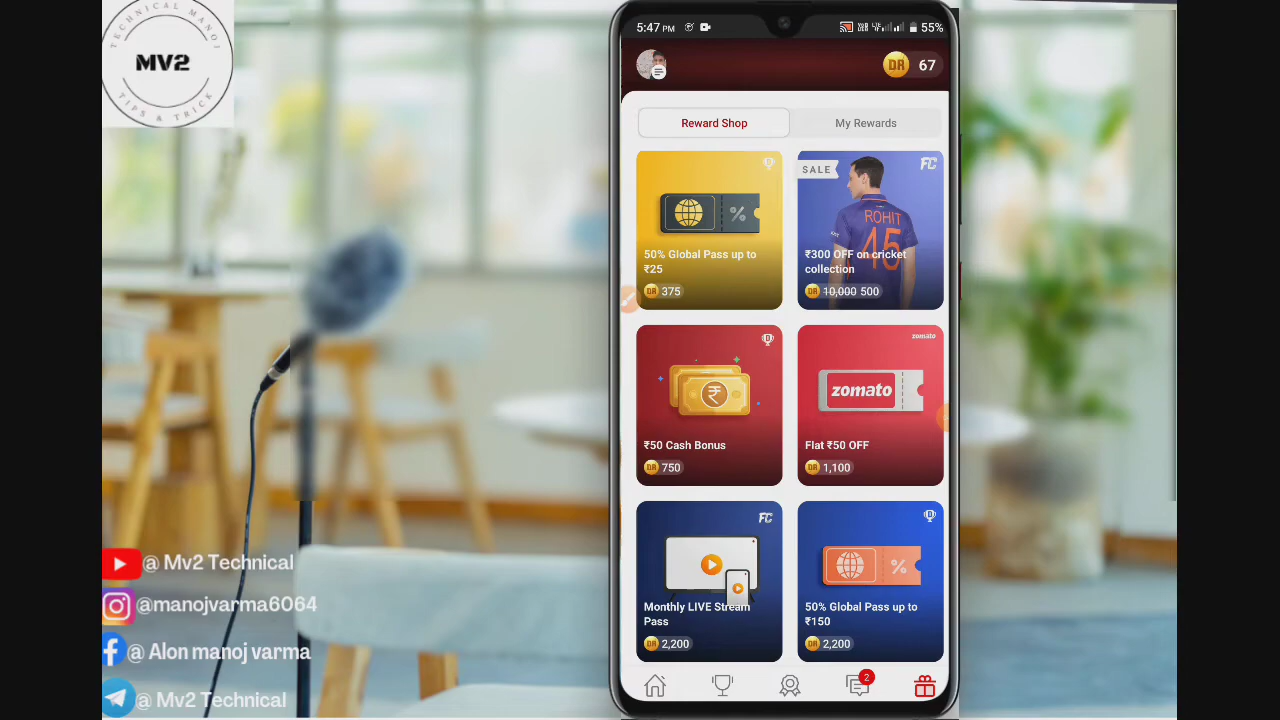 TECHNICAL MANOJ
MV2
TIPS & TRICK
@ Mv2 Technical
@manojvarma6064
@ Alon manoj varma
@ Mv2 Technical
5:47 PM
55%
DR 67
Reward Shop
My Rewards
50% Global Pass up to
₹25
DR 375
SALE
FC
ROHIT
45
₹300 OFF on cricket
collection
DR 10,000 500
₹50 Cash Bonus
DR 750
zomato
zomato
Flat ₹50 OFF
DR 1,100
FC
Monthly LIVE Stream
Pass
DR 2,200
50% Global Pass up to
₹150
DR 2,200
2